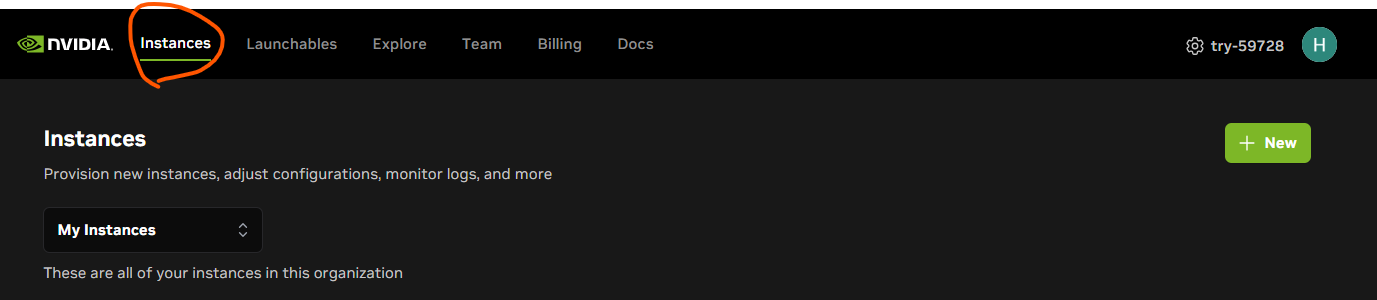 NVIDIA. Instances Launchables Explore Team Billing Docs try-59728 H
Instances
+ New
Provision new instances, adjust configurations, monitor logs, and more
My Instances
These are all of your instances in this organization